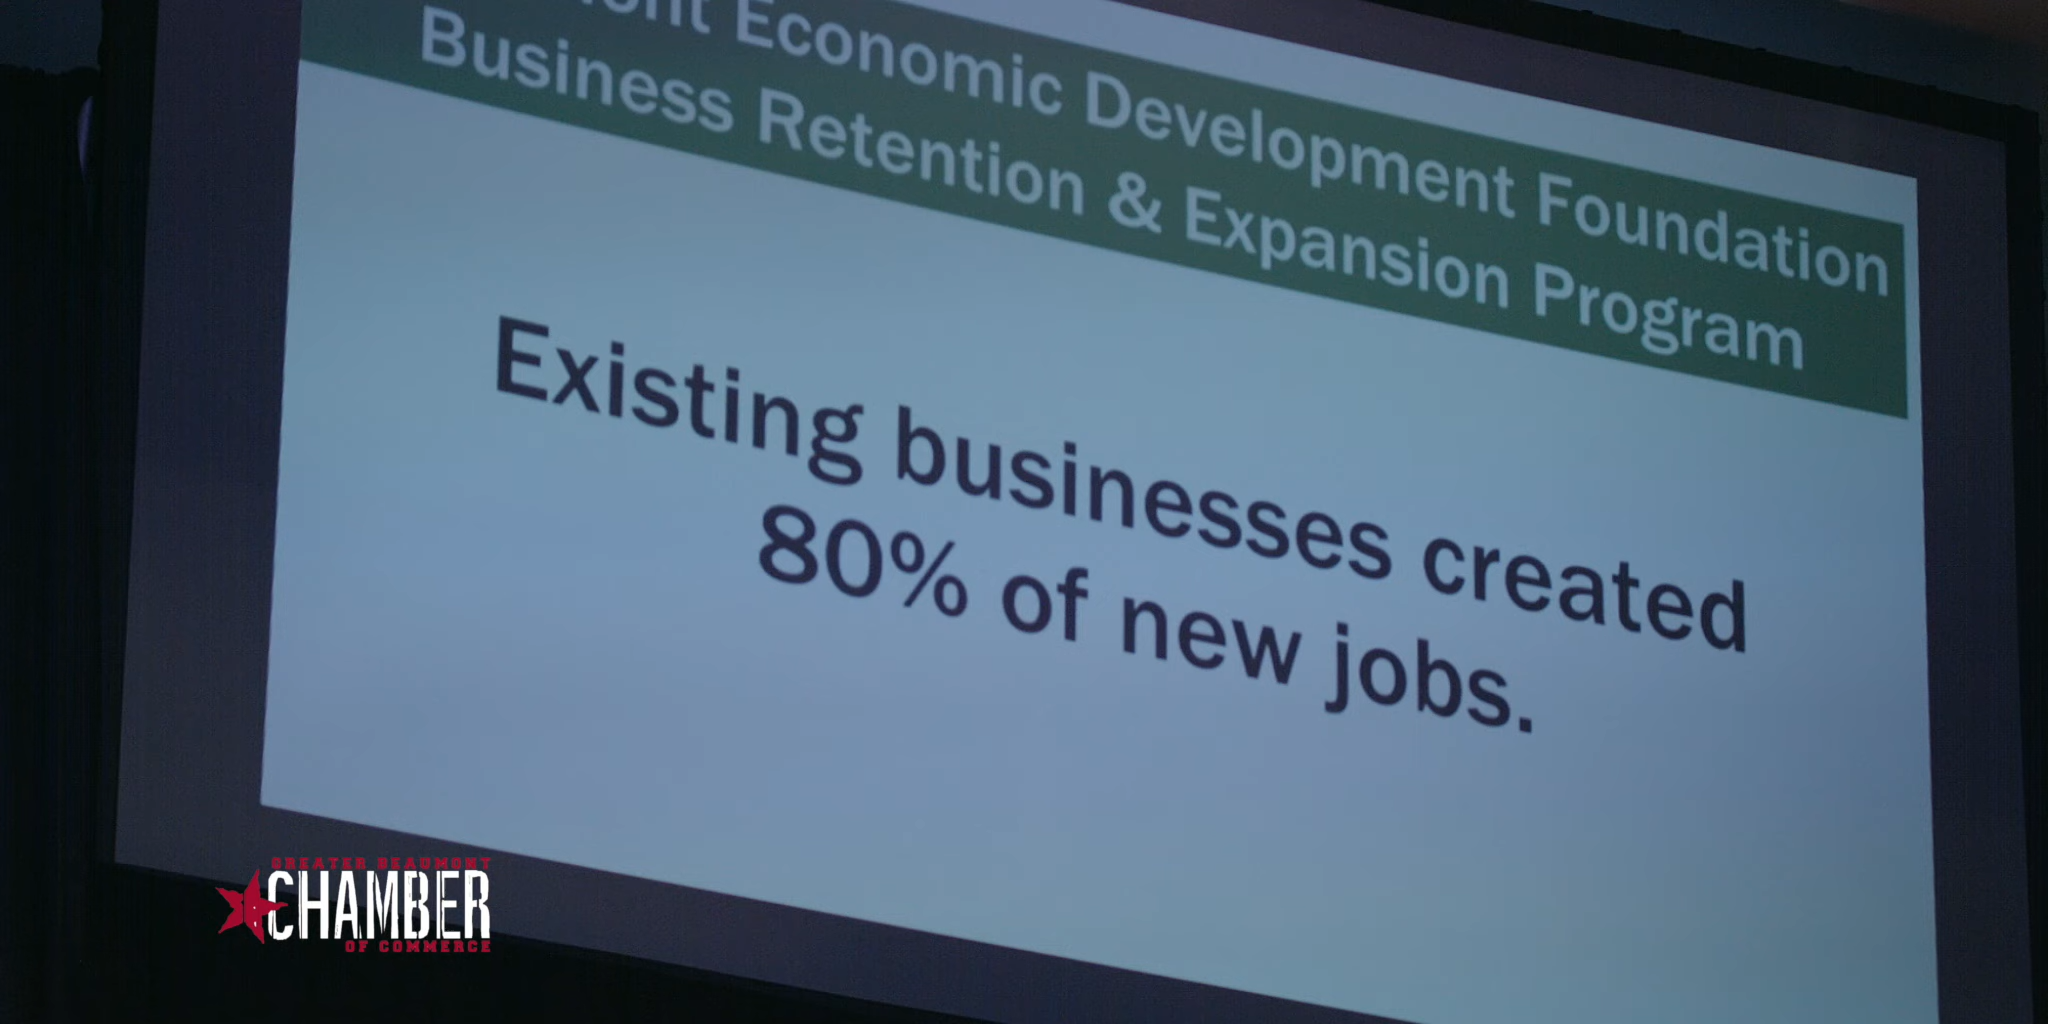 Economic Development Foundation
Business Retention & Expansion Program
Existing businesses created
80% of new jobs.
GREATER BEAUMONT
CHAMBER
OF COMMERCE